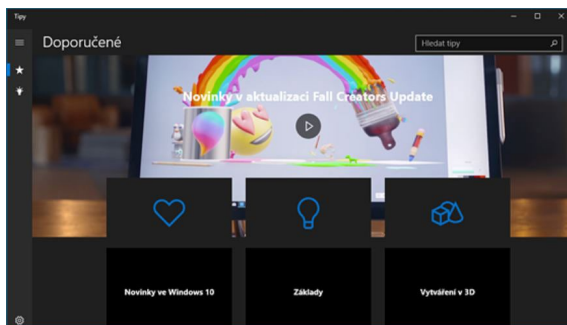 Tipy
Doporučené
Hledat tipy
Novinky v aktualizaci Fall Creators Update
Novinky ve Windows 10
Základy
Vytváření v 3D